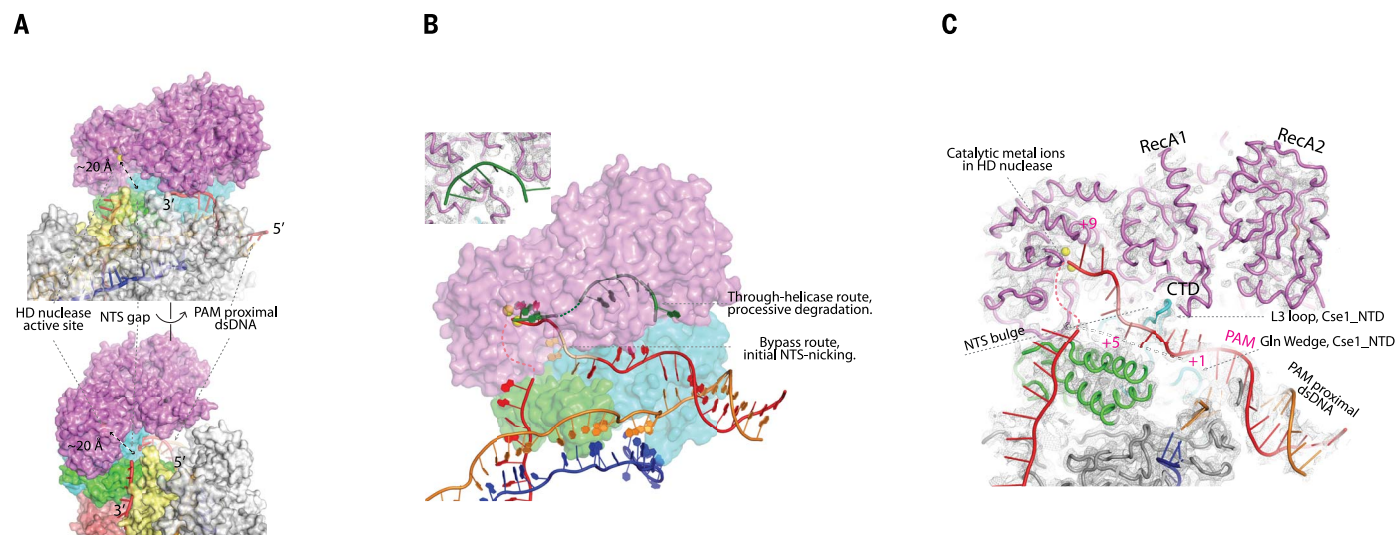 A
~20 Å
3′
5′
HD nuclease
active site
NTS gap
PAM proximal
dsDNA
~20 Å
5′
3′
B
Through-helicase route,
processive degradation.
Bypass route,
initial NTS-nicking.
C
RecA1
RecA2
Catalytic metal ions
in HD nuclease
+9
CTD
L3 loop, Cse1_NTD
NTS bulge
+5
PAM
Gln Wedge, Cse1_NTD
+1
PAM proximal
dsDNA